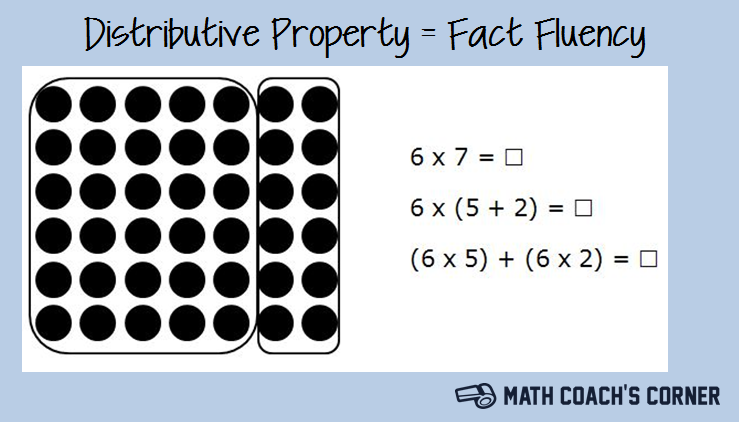 Distributive Property = Fact Fluency
6 x 7 = □
6 x (5 + 2) = □
(6 x 5) + (6 x 2) = □
MATH COACH'S CORNER